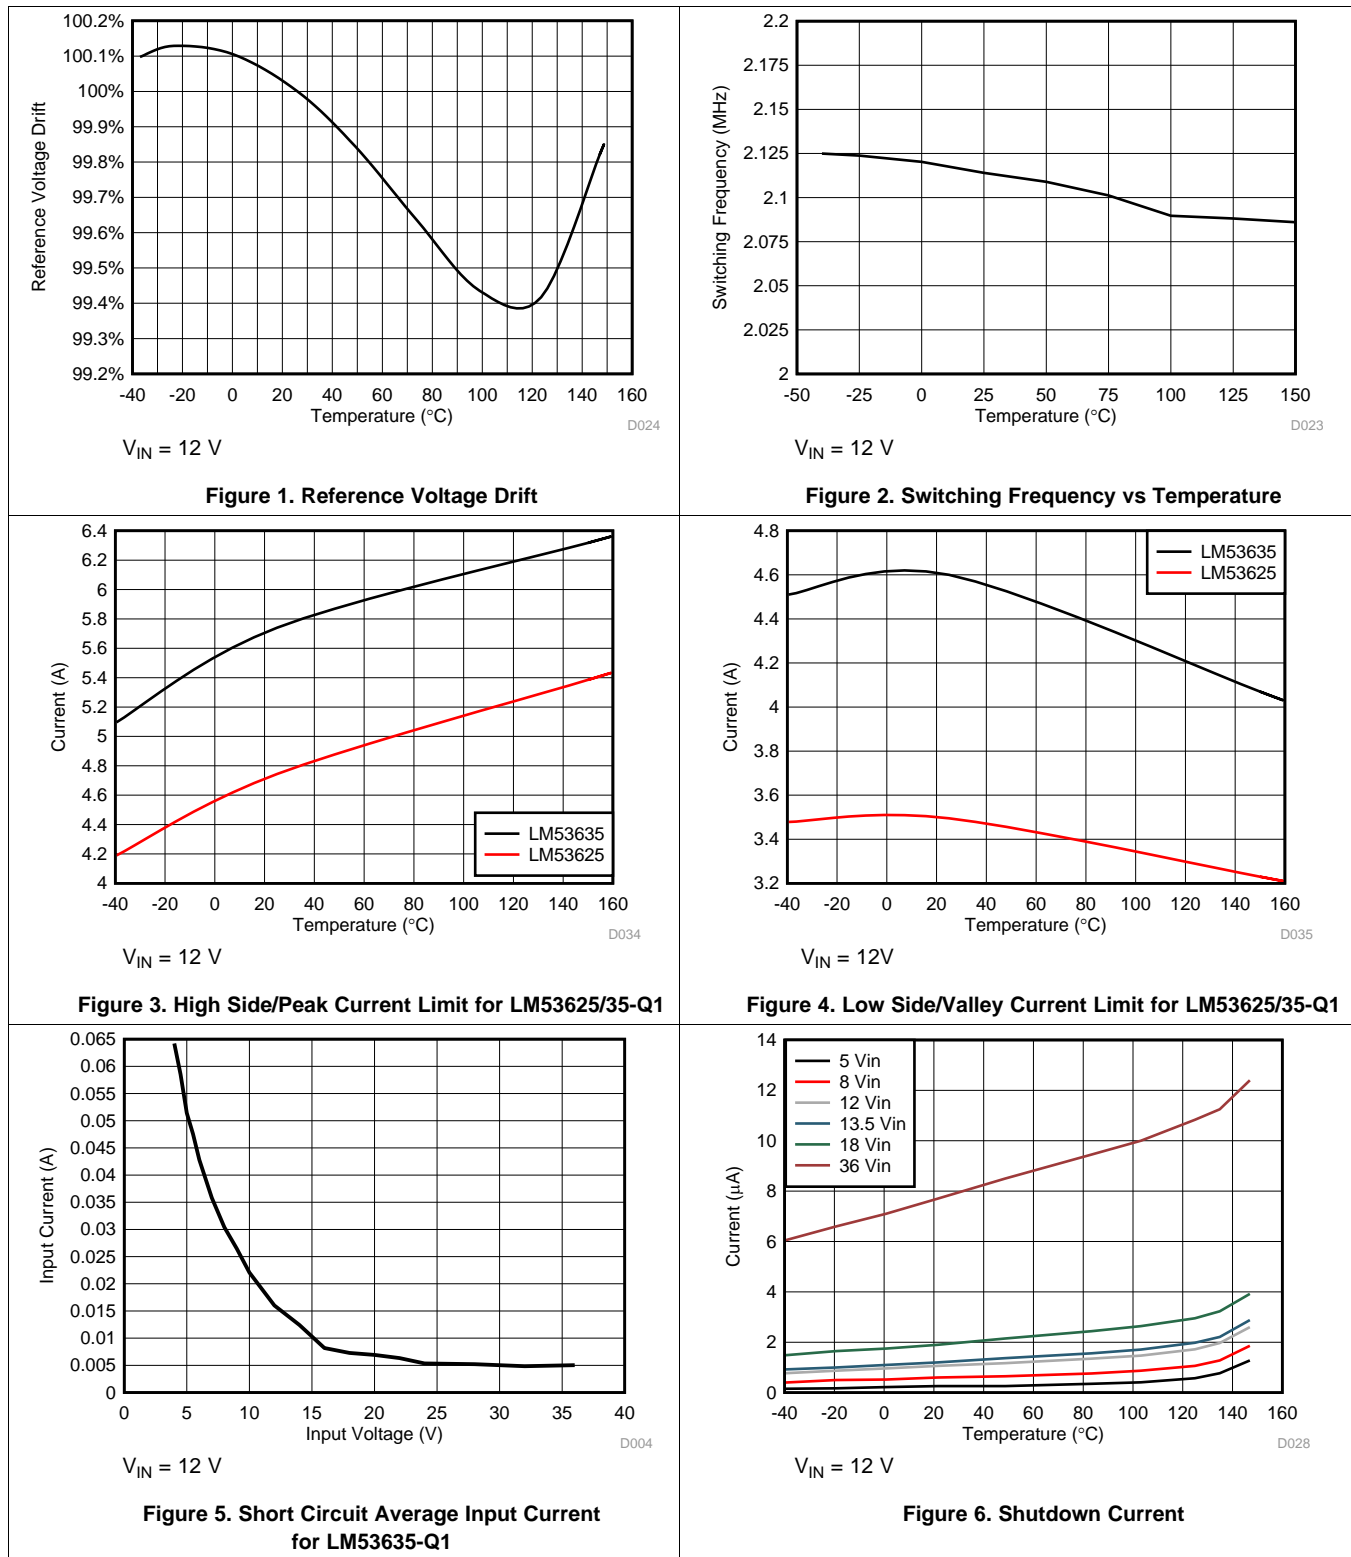 100.2%
100.1%
100%
99.9%
99.8%
99.7%
99.6%
99.5%
99.4%
99.3%
99.2%
Reference Voltage Drift
-40 -20 0 20 40 60 80 100 120 140 160
Temperature (°C)
D024
V_IN = 12 V
Figure 1. Reference Voltage Drift
2.2
2.175
2.15
2.125
2.1
2.075
2.05
2.025
2
Switching Frequency (MHz)
-50 -25 0 25 50 75 100 125 150
Temperature (°C)
D023
V_IN = 12 V
Figure 2. Switching Frequency vs Temperature
6.4
6.2
6
5.8
5.6
5.4
5.2
5
4.8
4.6
4.4
4.2
4
Current (A)
LM53635
LM53625
-40 -20 0 20 40 60 80 100 120 140 160
Temperature (°C)
D034
V_IN = 12 V
Figure 3. High Side/Peak Current Limit for LM53625/35-Q1
4.8
4.6
4.4
4.2
4
3.8
3.6
3.4
3.2
Current (A)
LM53635
LM53625
-40 -20 0 20 40 60 80 100 120 140 160
Temperature (°C)
D035
V_IN = 12V
Figure 4. Low Side/Valley Current Limit for LM53625/35-Q1
0.065
0.06
0.055
0.05
0.045
0.04
0.035
0.03
0.025
0.02
0.015
0.01
0.005
0
Input Current (A)
0 5 10 15 20 25 30 35 40
Input Voltage (V)
D004
V_IN = 12 V
Figure 5. Short Circuit Average Input Current
for LM53635-Q1
14
12
10
8
6
4
2
0
Current (µA)
5 Vin
8 Vin
12 Vin
13.5 Vin
18 Vin
36 Vin
-40 -20 0 20 40 60 80 100 120 140 160
Temperature (°C)
D028
V_IN = 12 V
Figure 6. Shutdown Current